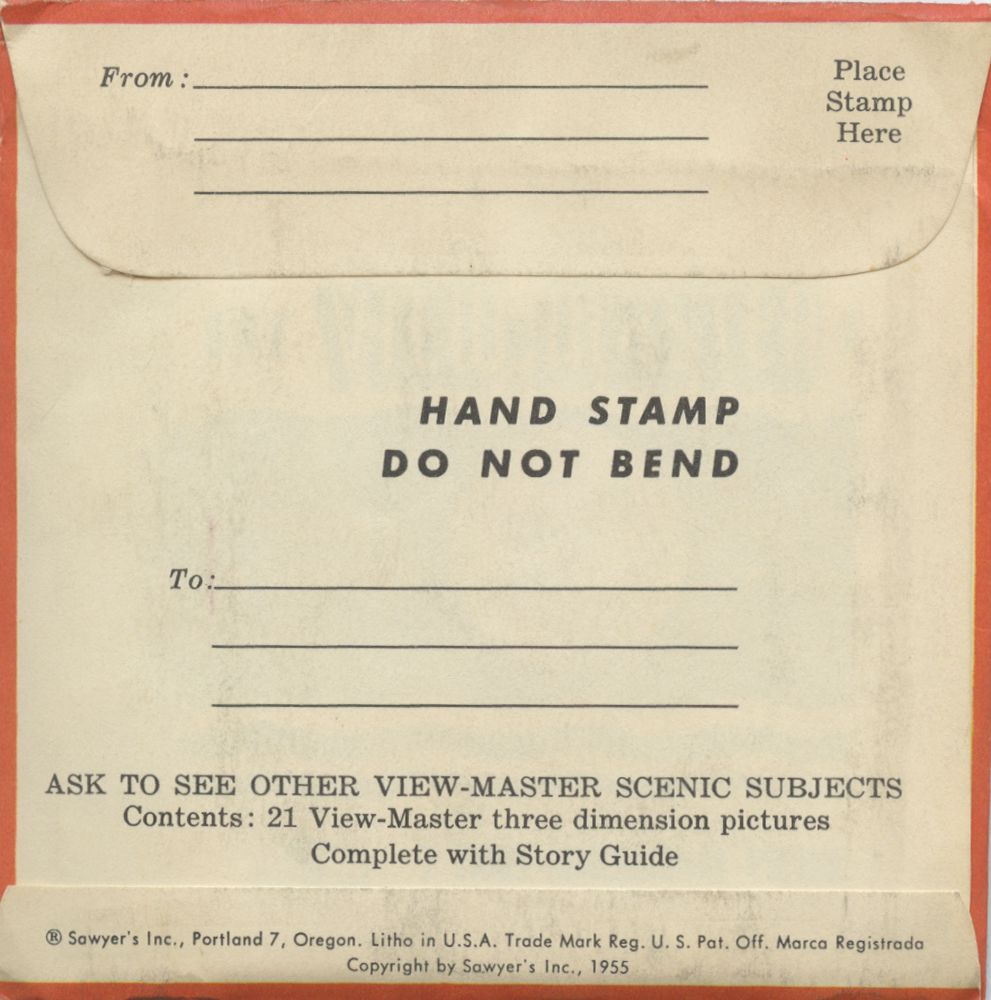 From :
Place
Stamp
Here
HAND STAMP
DO NOT BEND
To:
ASK TO SEE OTHER VIEW-MASTER SCENIC SUBJECTS
Contents: 21 View-Master three dimension pictures
Complete with Story Guide
® Sawyer's Inc., Portland 7, Oregon. Litho in U.S.A. Trade Mark Reg. U. S. Pat. Off. Marca Registrada
Copyright by Sawyer's Inc., 1955